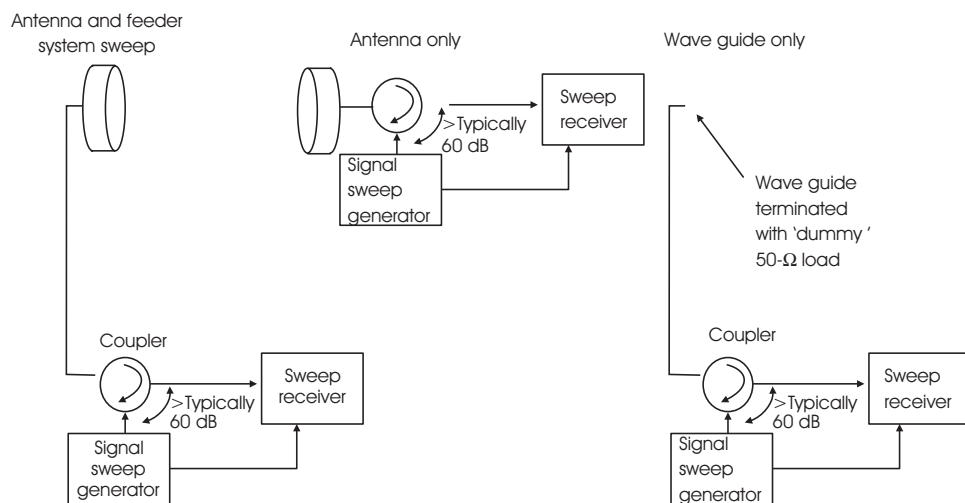 Antenna and feeder
system sweep
Antenna only
Wave guide only
Sweep
receiver
>Typically
60 dB
Signal
sweep
generator
Wave guide
terminated
with 'dummy'
50-Ω load
Coupler
Sweep
receiver
>Typically
60 dB
Signal
sweep
generator
Coupler
Sweep
receiver
>Typically
60 dB
Signal
sweep
generator